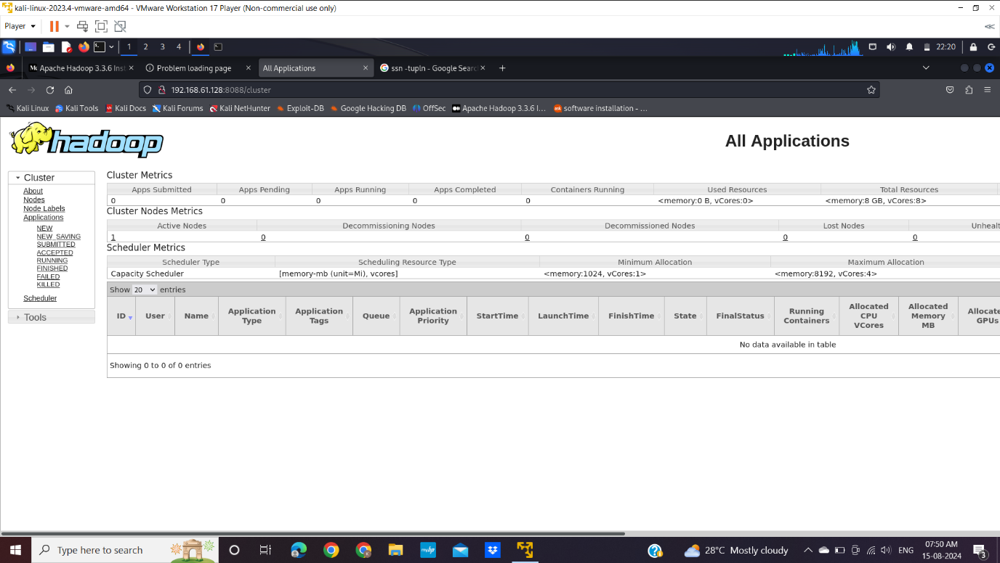 kali-linux-2023.4-vmware-amd64 - VMware Workstation 17 Player (Non-commercial use only)
Player
1 2 3 4 22:20
Apache Hadoop 3.3.6 Inst Problem loading page All Applications ssn -tupln - Google Searc
192.168.61.128:8088/cluster
Kali Linux Kali Tools Kali Docs Kali Forums Kali NetHunter Exploit-DB Google Hacking DB OffSec Apache Hadoop 3.3.6 I... software installation - ...
hadoop
All Applications
Cluster
About
Nodes
Node Labels
Applications
NEW
NEW_SAVING
SUBMITTED
ACCEPTED
RUNNING
FINISHED
FAILED
KILLED
Scheduler
Tools
Cluster Metrics
Apps Submitted Apps Pending Apps Running Apps Completed Containers Running Used Resources Total Resources
0 0 0 0 0 <memory:0 B, vCores:0> <memory:8 GB, vCores:8>
Cluster Nodes Metrics
Active Nodes Decommissioning Nodes Decommissioned Nodes Lost Nodes Unhealt
1 0 0 0 0
Scheduler Metrics
Scheduler Type Scheduling Resource Type Minimum Allocation Maximum Allocation
Capacity Scheduler [memory-mb (unit=Mi), vcores] <memory:1024, vCores:1> <memory:8192, vCores:4>
Show 20 entries
ID User Name Application Type Application Tags Queue Application Priority StartTime LaunchTime FinishTime State FinalStatus Running Containers Allocated CPU VCores Allocated Memory MB Allocate GPUs
No data available in table
Showing 0 to 0 of 0 entries
Type here to search
28°C Mostly cloudy
ENG
07:50 AM
15-08-2024
3